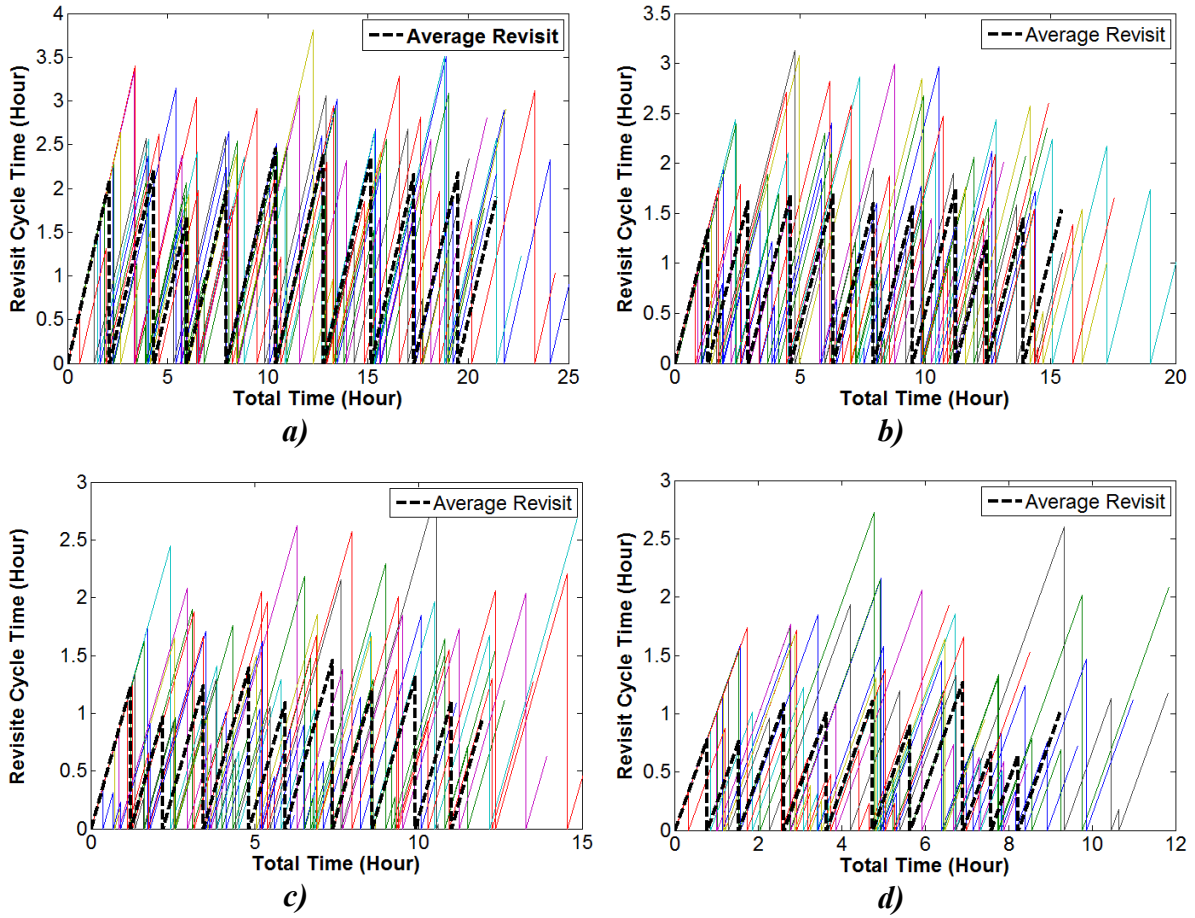 Average Revisit
Revisit Cycle Time (Hour)
4
3.5
3
2.5
2
1.5
1
0.5
0
0 5 10 15 20 25
Total Time (Hour)
a)
Average Revisit
Revisit Cycle Time (Hour)
3.5
3
2.5
2
1.5
1
0.5
0
0 5 10 15 20
Total Time (Hour)
b)
Average Revisit
Revisite Cycle Time (Hour)
3
2.5
2
1.5
1
0.5
0
0 5 10 15
Total Time (Hour)
c)
Average Revisit
Revisit Cycle Time (Hour)
3
2.5
2
1.5
1
0.5
0
0 2 4 6 8 10 12
Total Time (Hour)
d)